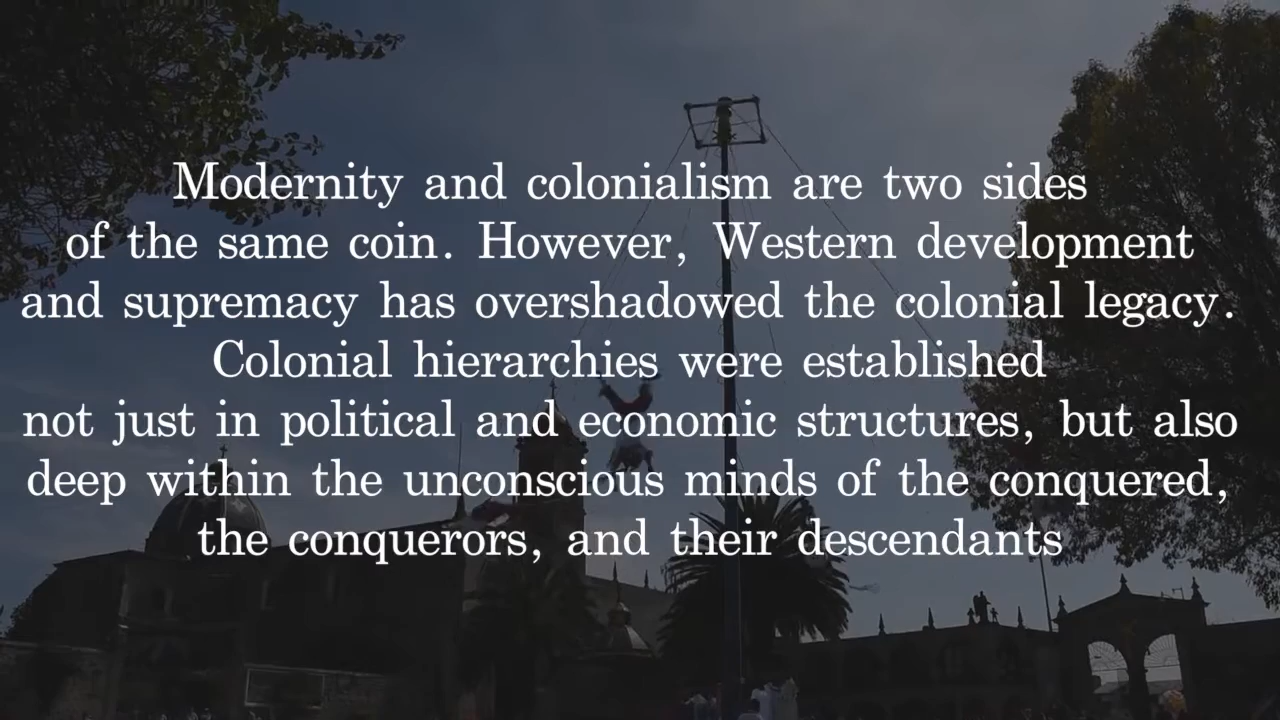 Modernity and colonialism are two sides
of the same coin. However, Western development
and supremacy has overshadowed the colonial legacy.
Colonial hierarchies were established
not just in political and economic structures, but also
deep within the unconscious minds of the conquered,
the conquerors, and their descendants